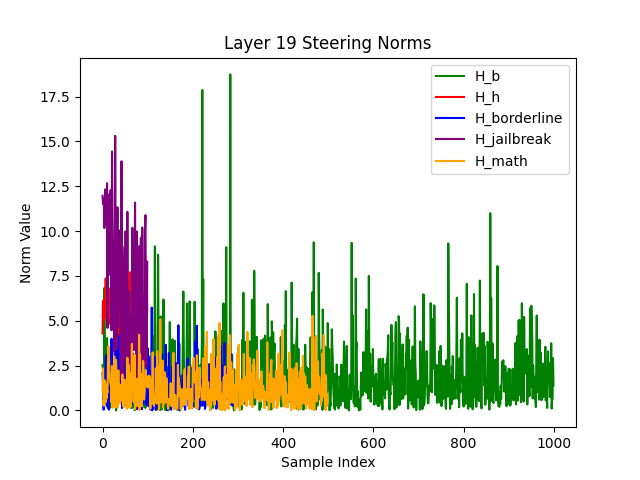 Layer 19 Steering Norms
H_b
H_h
H_borderline
H_jailbreak
H_math
Norm Value
17.5
15.0
12.5
10.0
7.5
5.0
2.5
0.0
0
200
400
600
800
1000
Sample Index